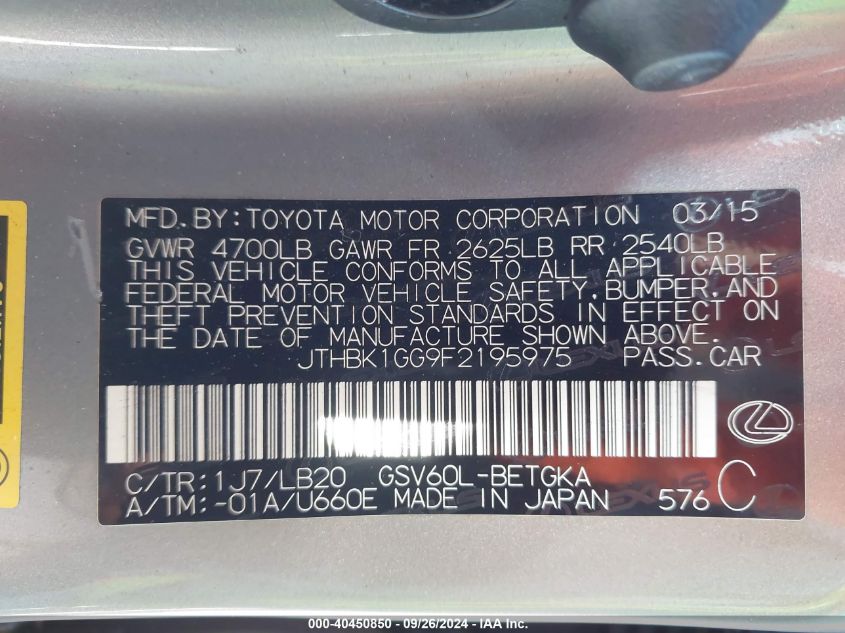 MFD.BY:TOYOTA MOTOR CORPORATION 03/15
GVWR 4700LB GAWR FR 2625LB RR 2540LB
THIS VEHICLE CONFORMS TO ALL APPLICABLE
FEDERAL MOTOR VEHICLE SAFETY,BUMPER,AND
THEFT PREVENTION STANDARDS IN EFFECT ON
THE DATE OF MANUFACTURE SHOWN ABOVE.
JTHBK1GG9F2195975 PASS.CAR
C/TR:1J7/LB20 GSV60L-BETGKA C
A/TM:-01A/U660E MADE IN JAPAN 576
000-40450850 - 09/26/2024 - IAA Inc.